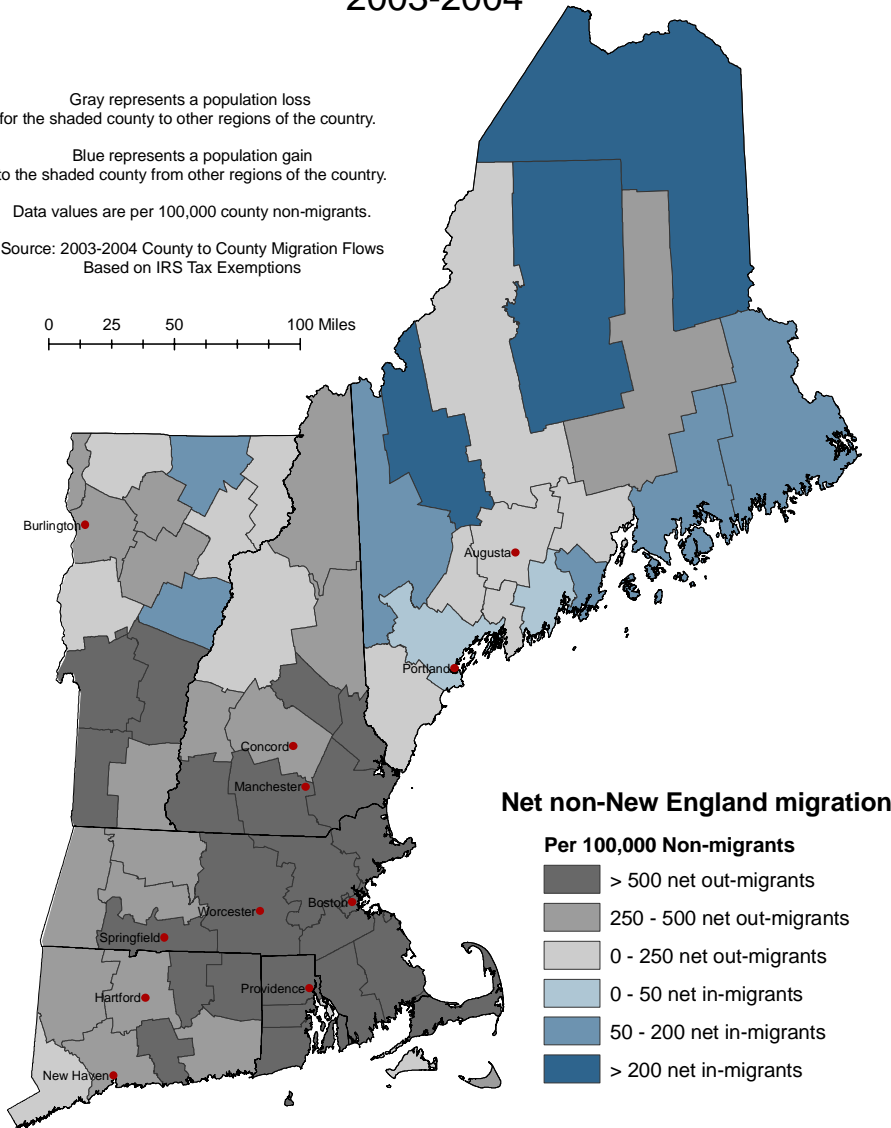 2003-2004
Gray represents a population loss
for the shaded county to other regions of the country.
Blue represents a population gain
to the shaded county from other regions of the country.
Data values are per 100,000 county non-migrants.
Source: 2003-2004 County to County Migration Flows
Based on IRS Tax Exemptions
0 25 50 100 Miles
Burlington
Augusta
Portland
Concord
Manchester
Net non-New England migration
Per 100,000 Non-migrants
> 500 net out-migrants
250 - 500 net out-migrants
0 - 250 net out-migrants
0 - 50 net in-migrants
50 - 200 net in-migrants
> 200 net in-migrants
Boston
Worcester
Springfield
Providence
Hartford
New Haven